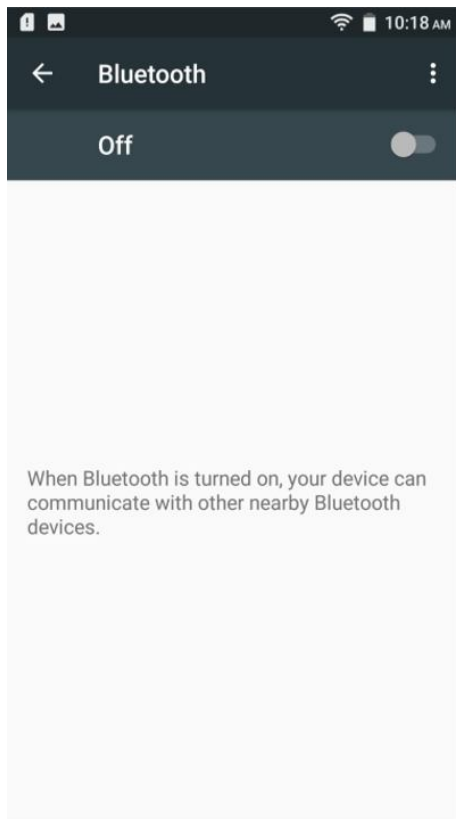 10:18 AM
Bluetooth
Off
When Bluetooth is turned on, your device can
communicate with other nearby Bluetooth
devices.